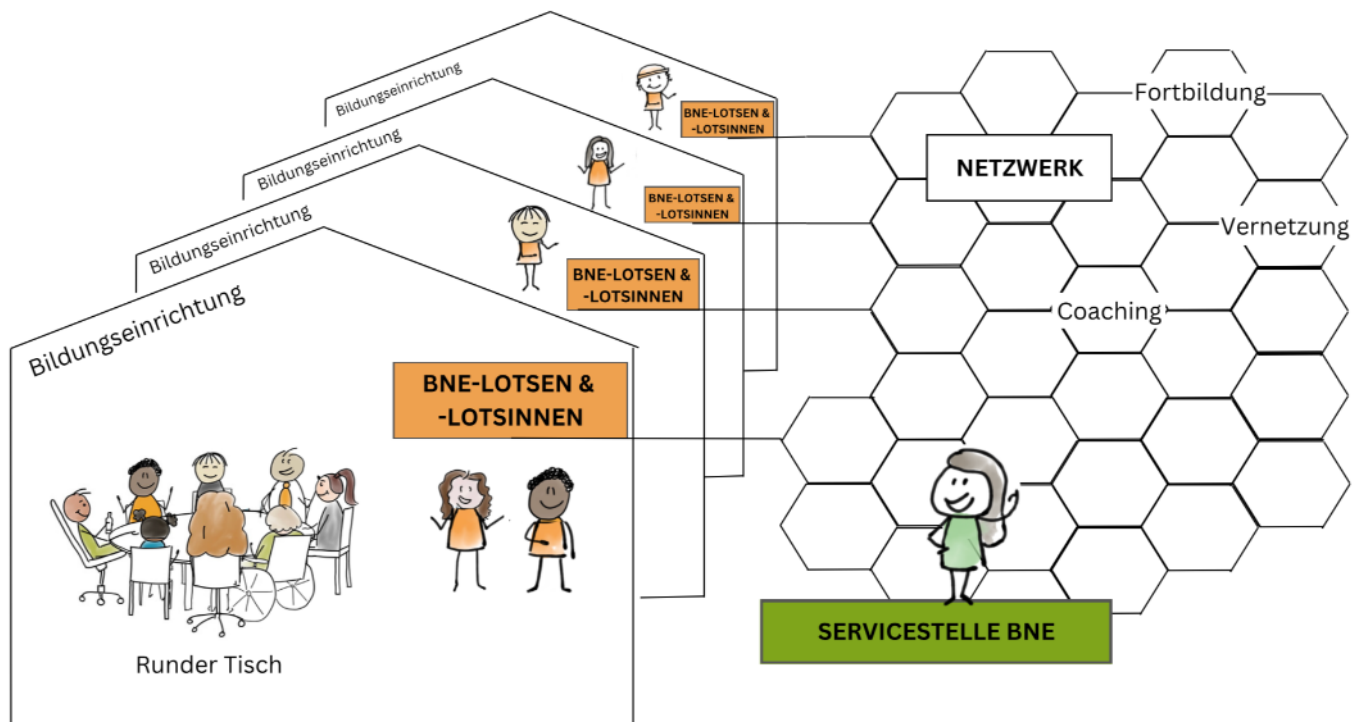 Bildungseinrichtung
BNE-LOTSEN &
-LOTSINNEN
Bildungseinrichtung
BNE-LOTSEN &
-LOTSINNEN
Bildungseinrichtung
BNE-LOTSEN &
-LOTSINNEN
Bildungseinrichtung
BNE-LOTSEN &
-LOTSINNEN
Runder Tisch
Fortbildung
NETZWERK
Vernetzung
Coaching
SERVICESTELLE BNE